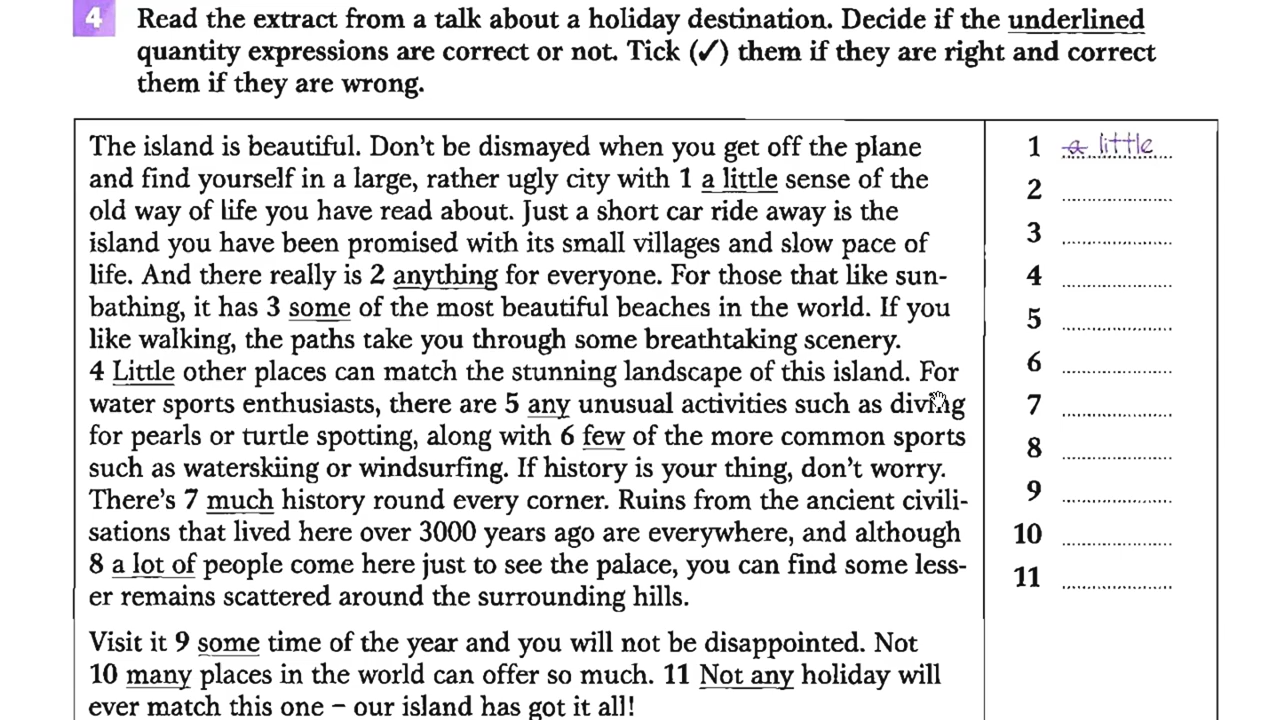 4 Read the extract from a talk about a holiday destination. Decide if the underlined
quantity expressions are correct or not. Tick (✓) them if they are right and correct
them if they are wrong.
The island is beautiful. Don't be dismayed when you get off the plane
and find yourself in a large, rather ugly city with 1 a little sense of the
old way of life you have read about. Just a short car ride away is the
island you have been promised with its small villages and slow pace of
life. And there really is 2 anything for everyone. For those that like sun-
bathing, it has 3 some of the most beautiful beaches in the world. If you
like walking, the paths take you through some breathtaking scenery.
4 Little other places can match the stunning landscape of this island. For
water sports enthusiasts, there are 5 any unusual activities such as diving
for pearls or turtle spotting, along with 6 few of the more common sports
such as waterskiing or windsurfing. If history is your thing, don't worry.
There's 7 much history round every corner. Ruins from the ancient civili-
sations that lived here over 3000 years ago are everywhere, and although
8 a lot of people come here just to see the palace, you can find some less-
er remains scattered around the surrounding hills.
Visit it 9 some time of the year and you will not be disappointed. Not
10 many places in the world can offer so much. 11 Not any holiday will
ever match this one – our island has got it all!
1 a little
2
3
4
5
6
7
8
9
10
11